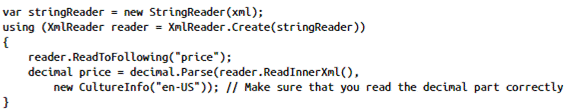 var stringReader = new StringReader(xml);
using (XmlReader reader = XmlReader.Create(stringReader))
{
    reader.ReadToFollowing("price");
    decimal price = decimal.Parse(reader.ReadInnerXml(),
        new CultureInfo("en-US")); // Make sure that you read the decimal part correctly
}